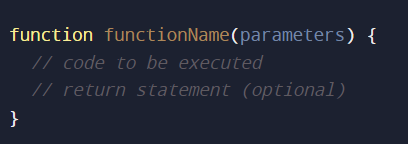 function functionName(parameters) {
  // code to be executed
  // return statement (optional)
}